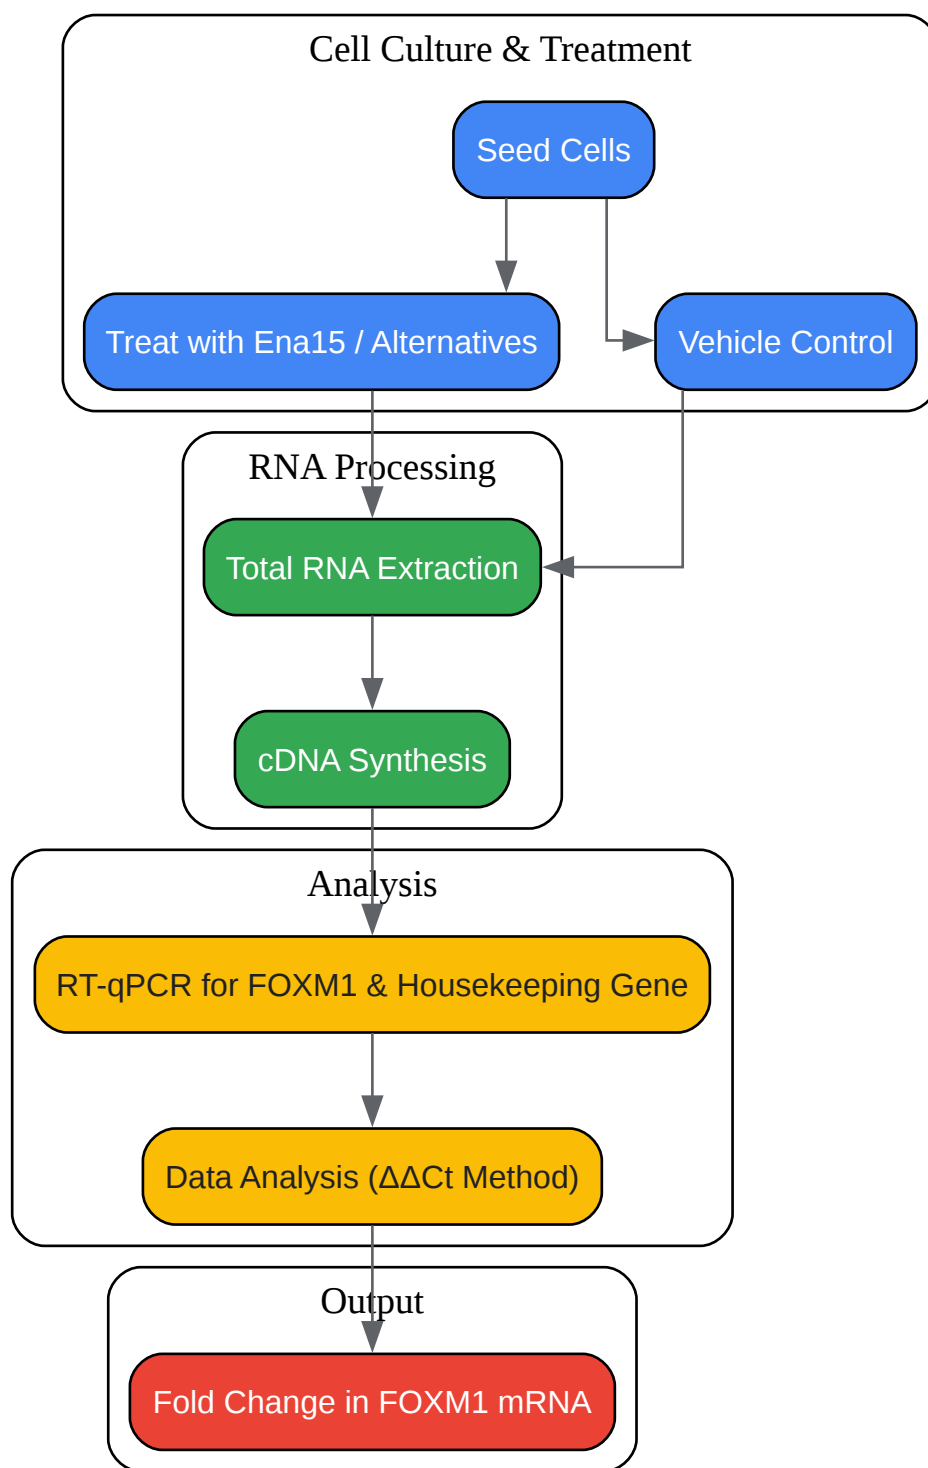 Cell Culture & Treatment
Seed Cells
Treat with Ena15 / Alternatives
Vehicle Control
RNA Processing
Total RNA Extraction
cDNA Synthesis
Analysis
RT-qPCR for FOXM1 & Housekeeping Gene
Data Analysis (ΔΔCt Method)
Output
Fold Change in FOXM1 mRNA